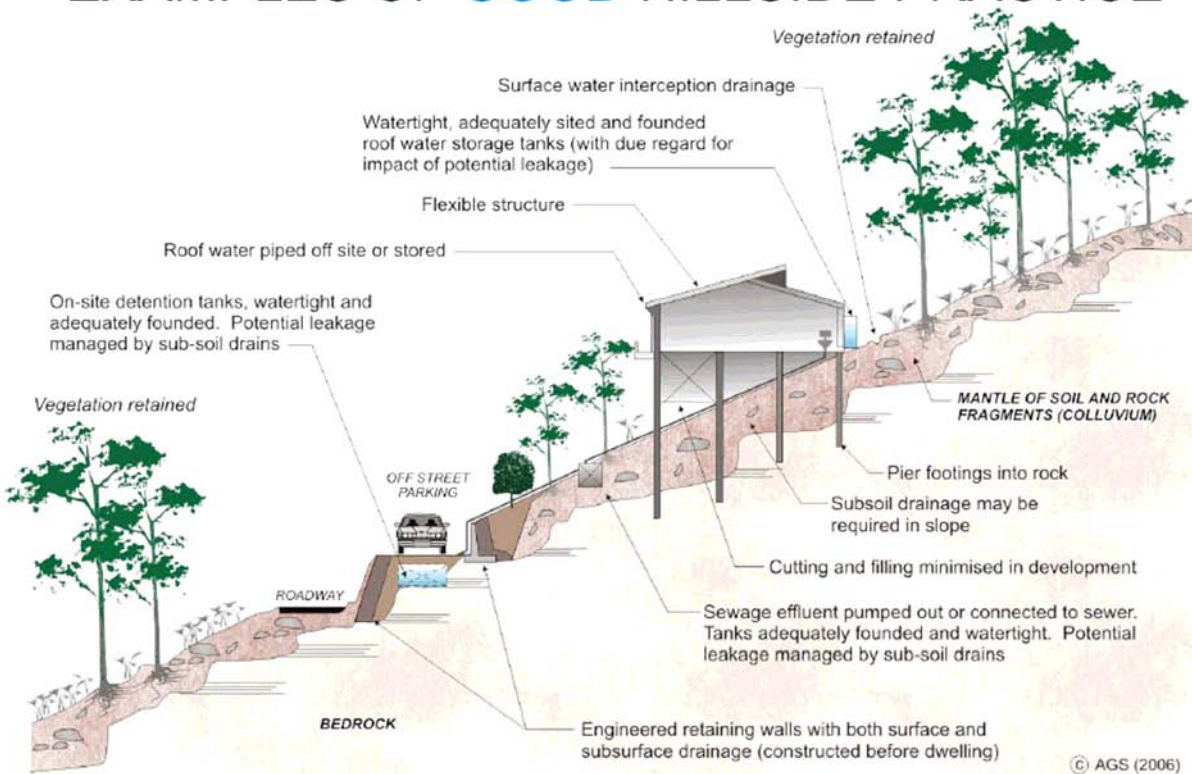 EXAMPLES OF GOOD HILLSIDE PRACTICE
Vegetation retained
Surface water interception drainage
Watertight, adequately sited and founded
roof water storage tanks (with due regard for
impact of potential leakage)
Flexible structure
Roof water piped off site or stored
On-site detention tanks, watertight and
adequately founded. Potential leakage
managed by sub-soil drains
Vegetation retained
MANTLE OF SOIL AND ROCK
FRAGMENTS (COLLUVIUM)
Pier footings into rock
OFF STREET
PARKING
Subsoil drainage may be
required in slope
Cutting and filling minimised in development
ROADWAY
Sewage effluent pumped out or connected to sewer.
Tanks adequately founded and watertight. Potential
leakage managed by sub-soil drains
BEDROCK
Engineered retaining walls with both surface and
subsurface drainage (constructed before dwelling)
© AGS (2006)